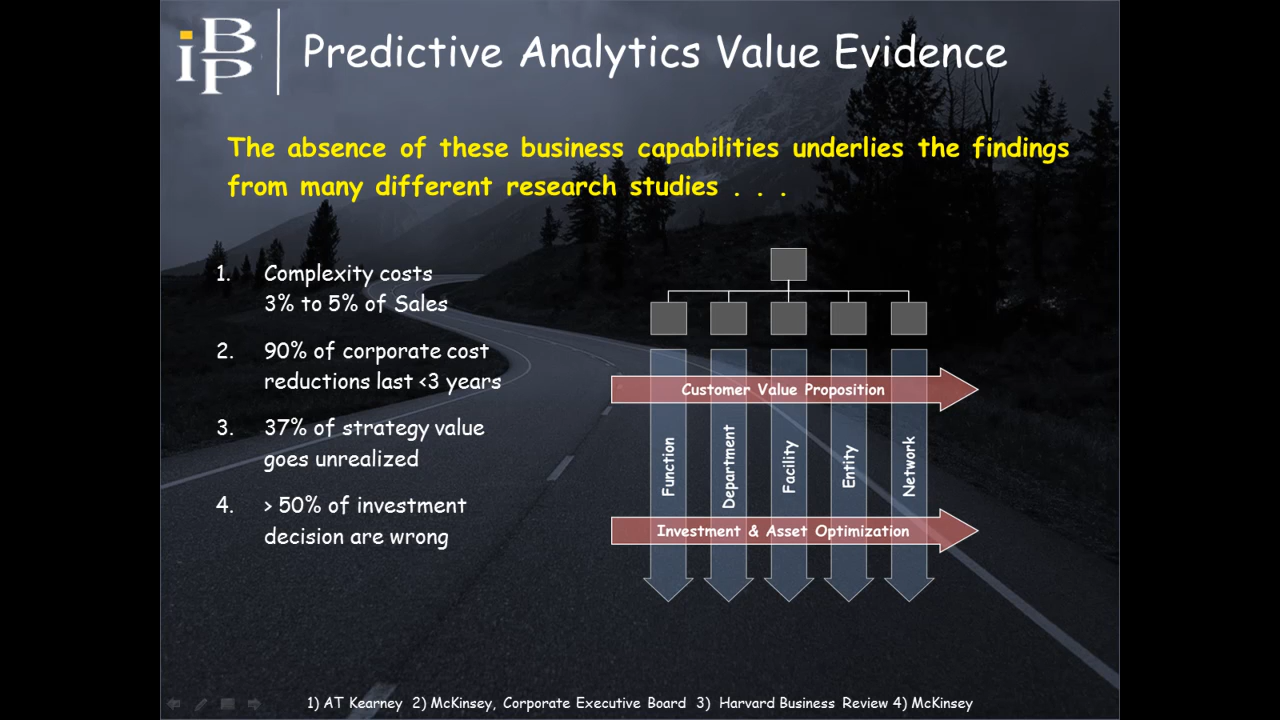 iBP
Predictive Analytics Value Evidence
The absence of these business capabilities underlies the findings
from many different research studies . . .
1. Complexity costs
3% to 5% of Sales
2. 90% of corporate cost
reductions last <3 years
3. 37% of strategy value
goes unrealized
4. > 50% of investment
decision are wrong
Customer Value Proposition
Function
Department
Facility
Entity
Network
Investment & Asset Optimization
1) AT Kearney 2) McKinsey, Corporate Executive Board 3) Harvard Business Review 4) McKinsey